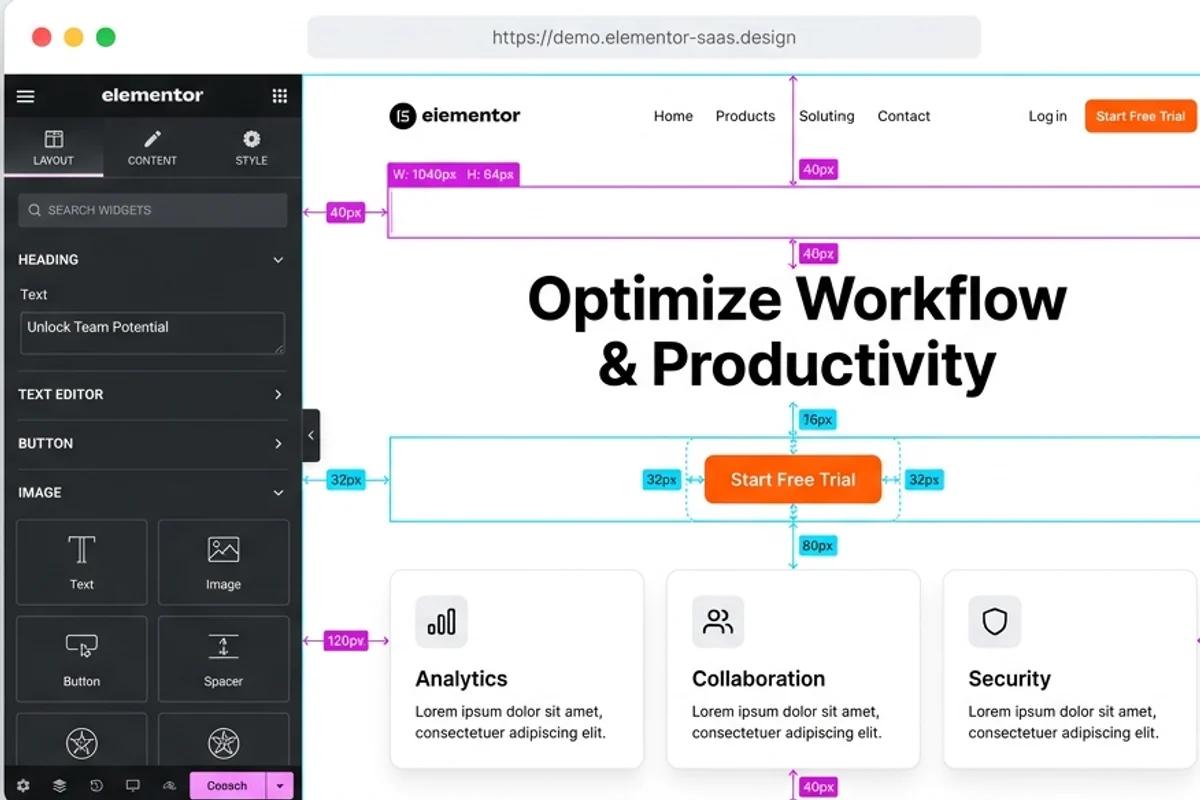 https://demo.elementor-saas.design
elementor
LAYOUT
CONTENT
STYLE
SEARCH WIDGETS
HEADING
Text
Unlock Team Potential
TEXT EDITOR
BUTTON
IMAGE
Text
Image
Button
Spacer
Coosch
elementor
Home
Products
Soluting
Contact
Log in
Start Free Trial
40px
W: 1040px H: 64px
40px
40px
Optimize Workflow
& Productivity
16px
32px
32px
Start Free Trial
32px
80px
120px
Analytics
Lorem ipsum dolor sit amet,
consectetuer adipiscing elit.
Collaboration
Lorem ipsum dolor sit amet,
consectetuer adipiscing elit.
Security
Lorem ipsum dolor sit amet,
consectetuer adipiscing elit.
40px